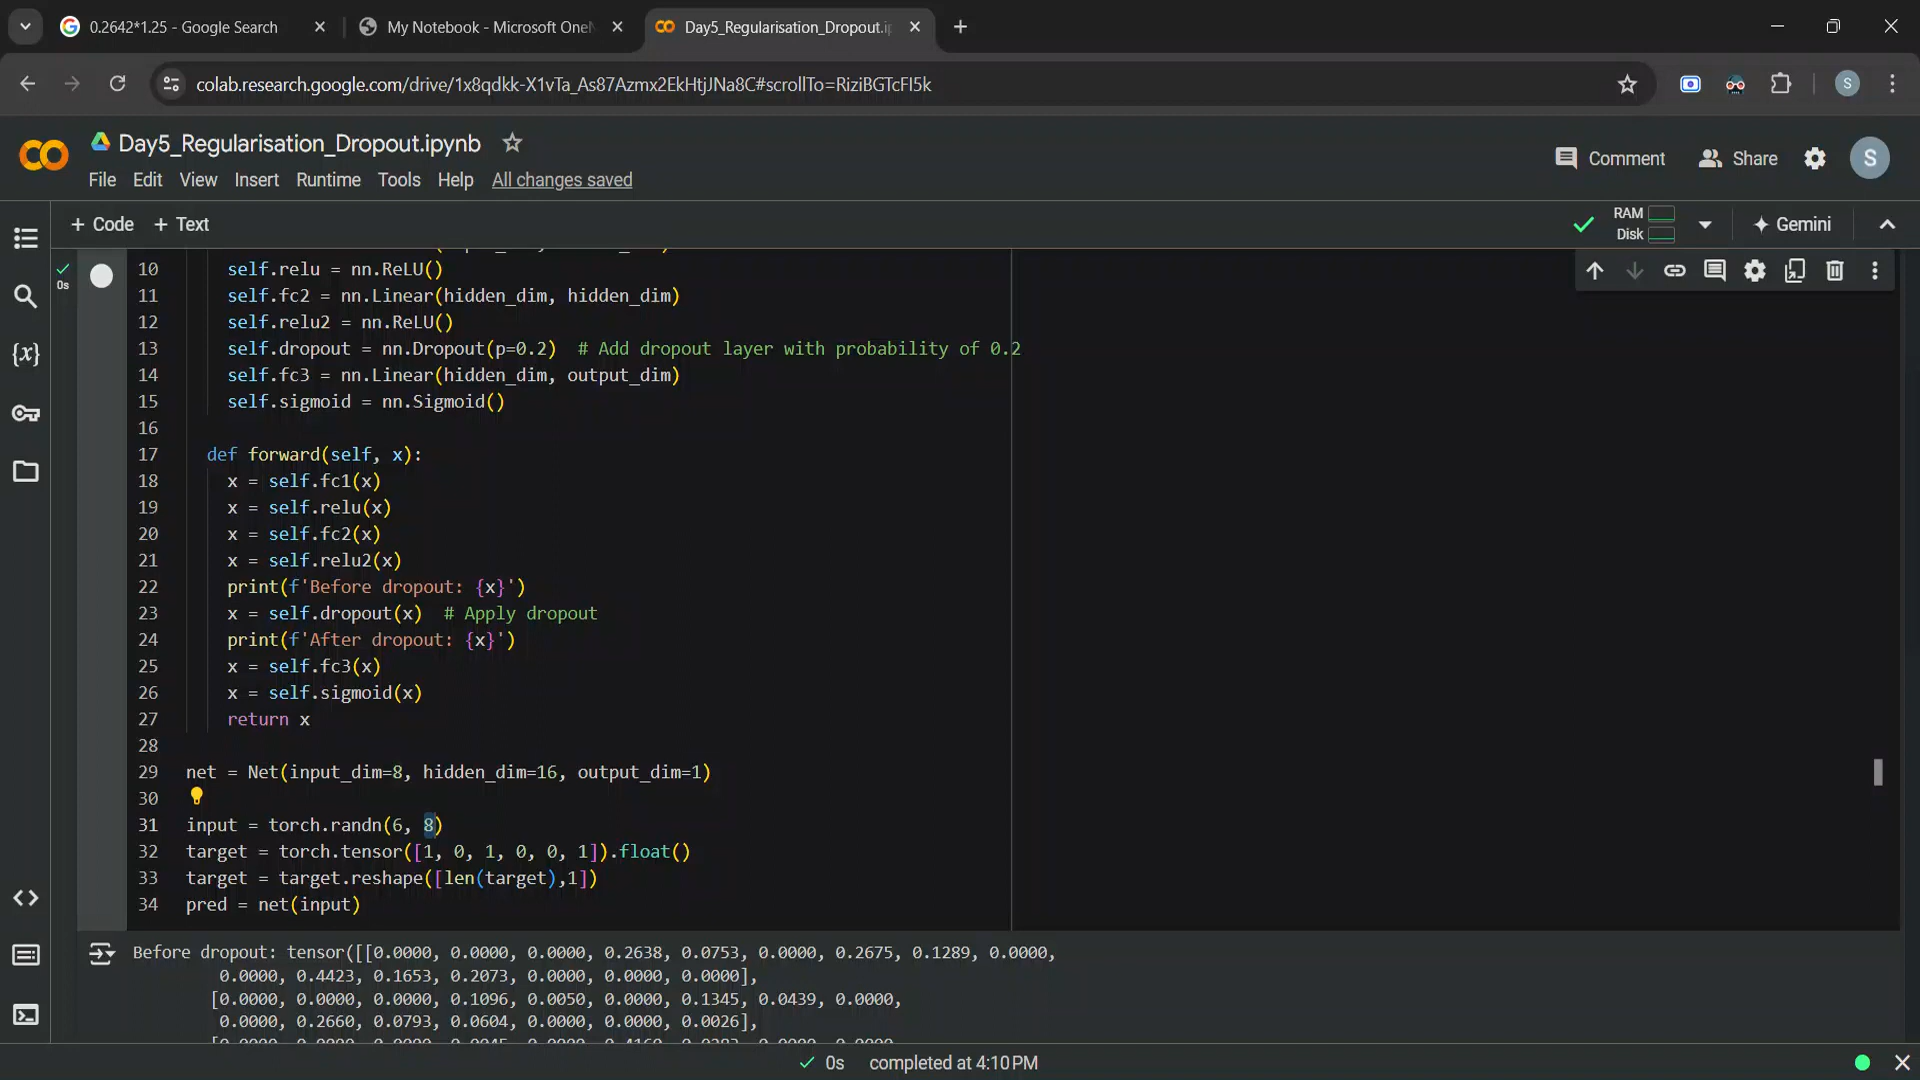 0.2642*1.25 - Google Search
My Notebook - Microsoft OneN
Day5_Regularisation_Dropout.i
colab.research.google.com/drive/1x8qdkk-X1vTa_As87Azmx2EkHtjJNa8C#scrollTo=RiziBGTcFI5k
S
Day5_Regularisation_Dropout.ipynb
Comment
Share
S
File Edit View Insert Runtime Tools Help All changes saved
+ Code + Text
RAM
Disk
Gemini
0s
10 self.relu = nn.ReLU()
11 self.fc2 = nn.Linear(hidden_dim, hidden_dim)
12 self.relu2 = nn.ReLU()
13 self.dropout = nn.Dropout(p=0.2) # Add dropout layer with probability of 0.2
14 self.fc3 = nn.Linear(hidden_dim, output_dim)
15 self.sigmoid = nn.Sigmoid()
16
17 def forward(self, x):
18 x = self.fc1(x)
19 x = self.relu(x)
20 x = self.fc2(x)
21 x = self.relu2(x)
22 print(f'Before dropout: {x}')
23 x = self.dropout(x) # Apply dropout
24 print(f'After dropout: {x}')
25 x = self.fc3(x)
26 x = self.sigmoid(x)
27 return x
28
29 net = Net(input_dim=8, hidden_dim=16, output_dim=1)
30
31 input = torch.randn(6, 8)
32 target = torch.tensor([1, 0, 1, 0, 0, 1]).float()
33 target = target.reshape([len(target),1])
34 pred = net(input)
Before dropout: tensor([[0.0000, 0.0000, 0.0000, 0.2638, 0.0753, 0.0000, 0.2675, 0.1289, 0.0000,
0.0000, 0.4423, 0.1653, 0.2073, 0.0000, 0.0000, 0.0000],
[0.0000, 0.0000, 0.0000, 0.1096, 0.0050, 0.0000, 0.1345, 0.0439, 0.0000,
0.0000, 0.2660, 0.0793, 0.0604, 0.0000, 0.0000, 0.0026],
{x}
0s completed at 4:10 PM